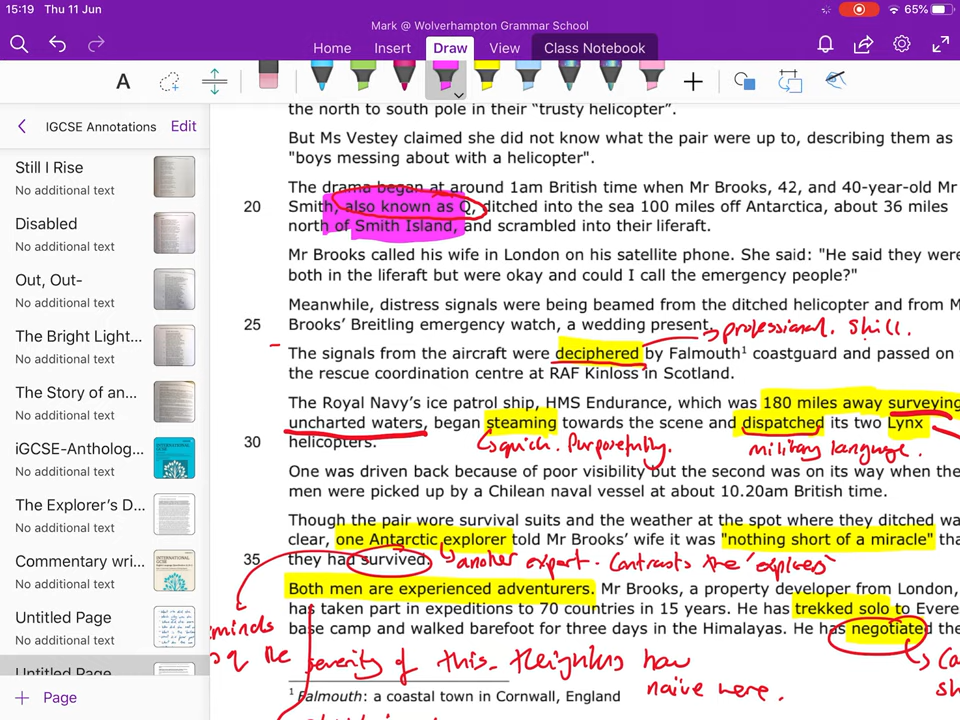 15:19 Thu 11 Jun
65%
Mark @ Wolverhampton Grammar School
Home Insert Draw View Class Notebook
A
IGCSE Annotations Edit
Still I Rise
No additional text
Disabled
No additional text
Out, Out-
No additional text
The Bright Light...
No additional text
The Story of an...
No additional text
iGCSE-Antholog...
No additional text
The Explorer's D...
No additional text
Commentary wri...
No additional text
Untitled Page
No additional text
Untitled Page
+ Page
the north to south pole in their "trusty helicopter".
But Ms Vestey claimed she did not know what the pair were up to, describing them as
"boys messing about with a helicopter".
The drama began at around 1am British time when Mr Brooks, 42, and 40-year-old Mr
20 Smith, also known as Q, ditched into the sea 100 miles off Antarctica, about 36 miles
north of Smith Island, and scrambled into their liferaft.
Mr Brooks called his wife in London on his satellite phone. She said: "He said they were
both in the liferaft but were okay and could I call the emergency people?"
Meanwhile, distress signals were being beamed from the ditched helicopter and from M
25 Brooks' Breitling emergency watch, a wedding present.
professional. skill.
The signals from the aircraft were deciphered by Falmouth¹ coastguard and passed on
the rescue coordination centre at RAF Kinloss in Scotland.
The Royal Navy's ice patrol ship, HMS Endurance, which was 180 miles away surveying
uncharted waters, began steaming towards the scene and dispatched its two Lynx
30 helicopters.
quick. Purposefully.
military language.
One was driven back because of poor visibility but the second was on its way when the
men were picked up by a Chilean naval vessel at about 10.20am British time.
Though the pair wore survival suits and the weather at the spot where they ditched wa
clear, one Antarctic explorer told Mr Brooks' wife it was "nothing short of a miracle" tha
35 they had survived.
another expert. Contrasts the 'explorers'
Both men are experienced adventurers. Mr Brooks, a property developer from London,
has taken part in expeditions to 70 countries in 15 years. He has trekked solo to Evere
base camp and walked barefoot for three days in the Himalayas. He has negotiated the
minds
of the severity of this. Heightens how
naive were.
¹ Falmouth: a coastal town in Cornwall, England